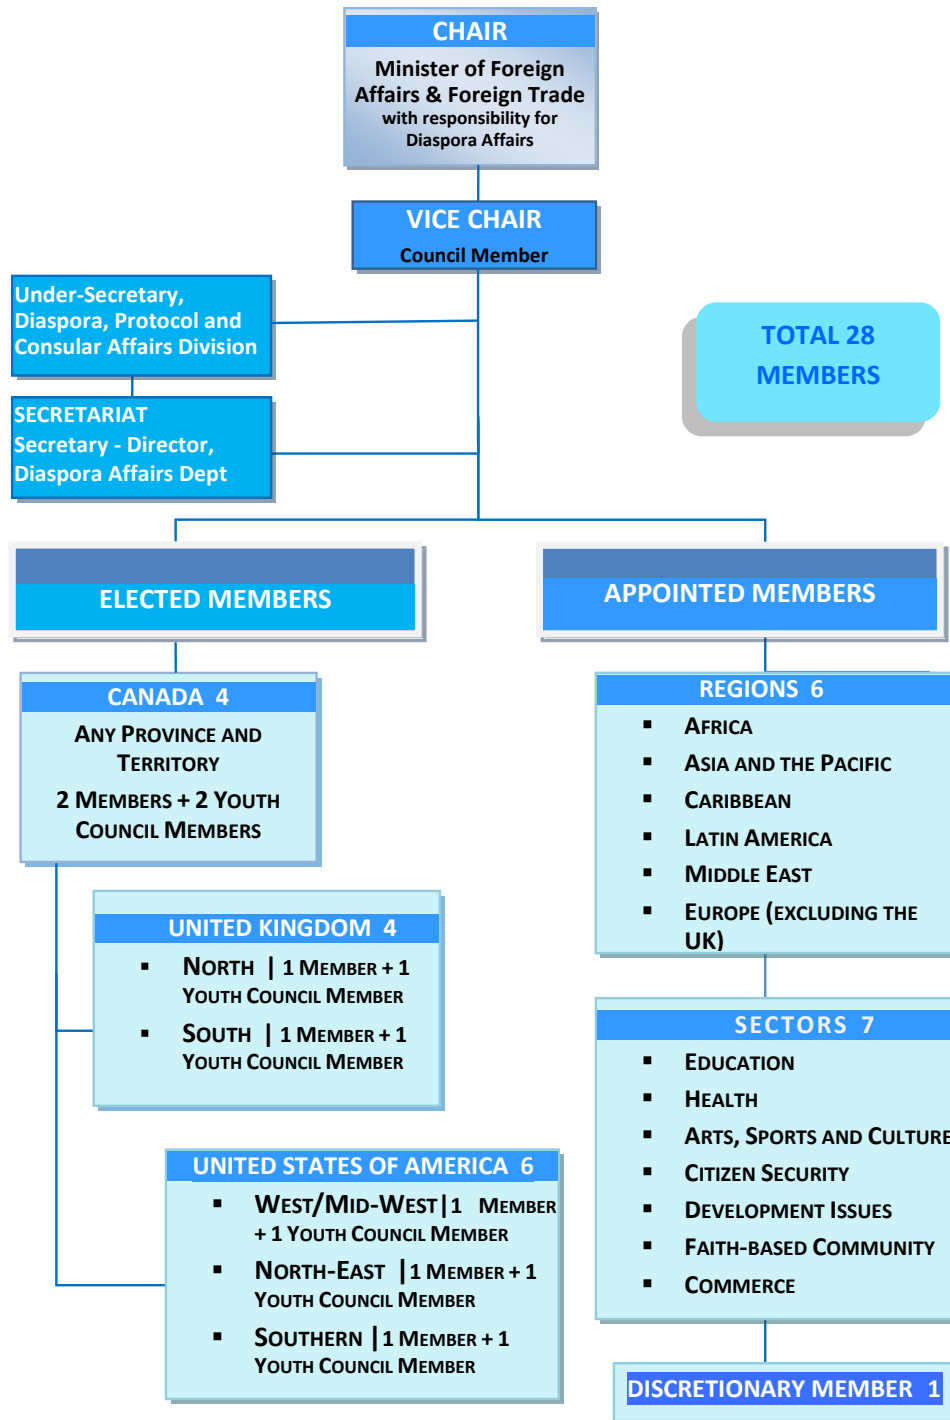 CHAIR
Minister of Foreign
Affairs & Foreign Trade
with responsibility for
Diaspora Affairs
VICE CHAIR
Council Member
Under-Secretary,
Diaspora, Protocol and
Consular Affairs Division
SECRETARIAT
Secretary - Director,
Diaspora Affairs Dept
TOTAL 28
MEMBERS
ELECTED MEMBERS
CANADA 4
ANY PROVINCE AND
TERRITORY
2 MEMBERS + 2 YOUTH
COUNCIL MEMBERS
UNITED KINGDOM 4
▪ NORTH | 1 MEMBER + 1
YOUTH COUNCIL MEMBER
▪ SOUTH | 1 MEMBER + 1
YOUTH COUNCIL MEMBER
UNITED STATES OF AMERICA 6
▪ WEST/MID-WEST|1 MEMBER
+ 1 YOUTH COUNCIL MEMBER
▪ NORTH-EAST |1 MEMBER + 1
YOUTH COUNCIL MEMBER
▪ SOUTHERN |1 MEMBER + 1
YOUTH COUNCIL MEMBER
APPOINTED MEMBERS
REGIONS 6
▪ AFRICA
▪ ASIA AND THE PACIFIC
▪ CARIBBEAN
▪ LATIN AMERICA
▪ MIDDLE EAST
▪ EUROPE (EXCLUDING THE
UK)
SECTORS 7
▪ EDUCATION
▪ HEALTH
▪ ARTS, SPORTS AND CULTURE
▪ CITIZEN SECURITY
▪ DEVELOPMENT ISSUES
▪ FAITH-BASED COMMUNITY
▪ COMMERCE
DISCRETIONARY MEMBER 1